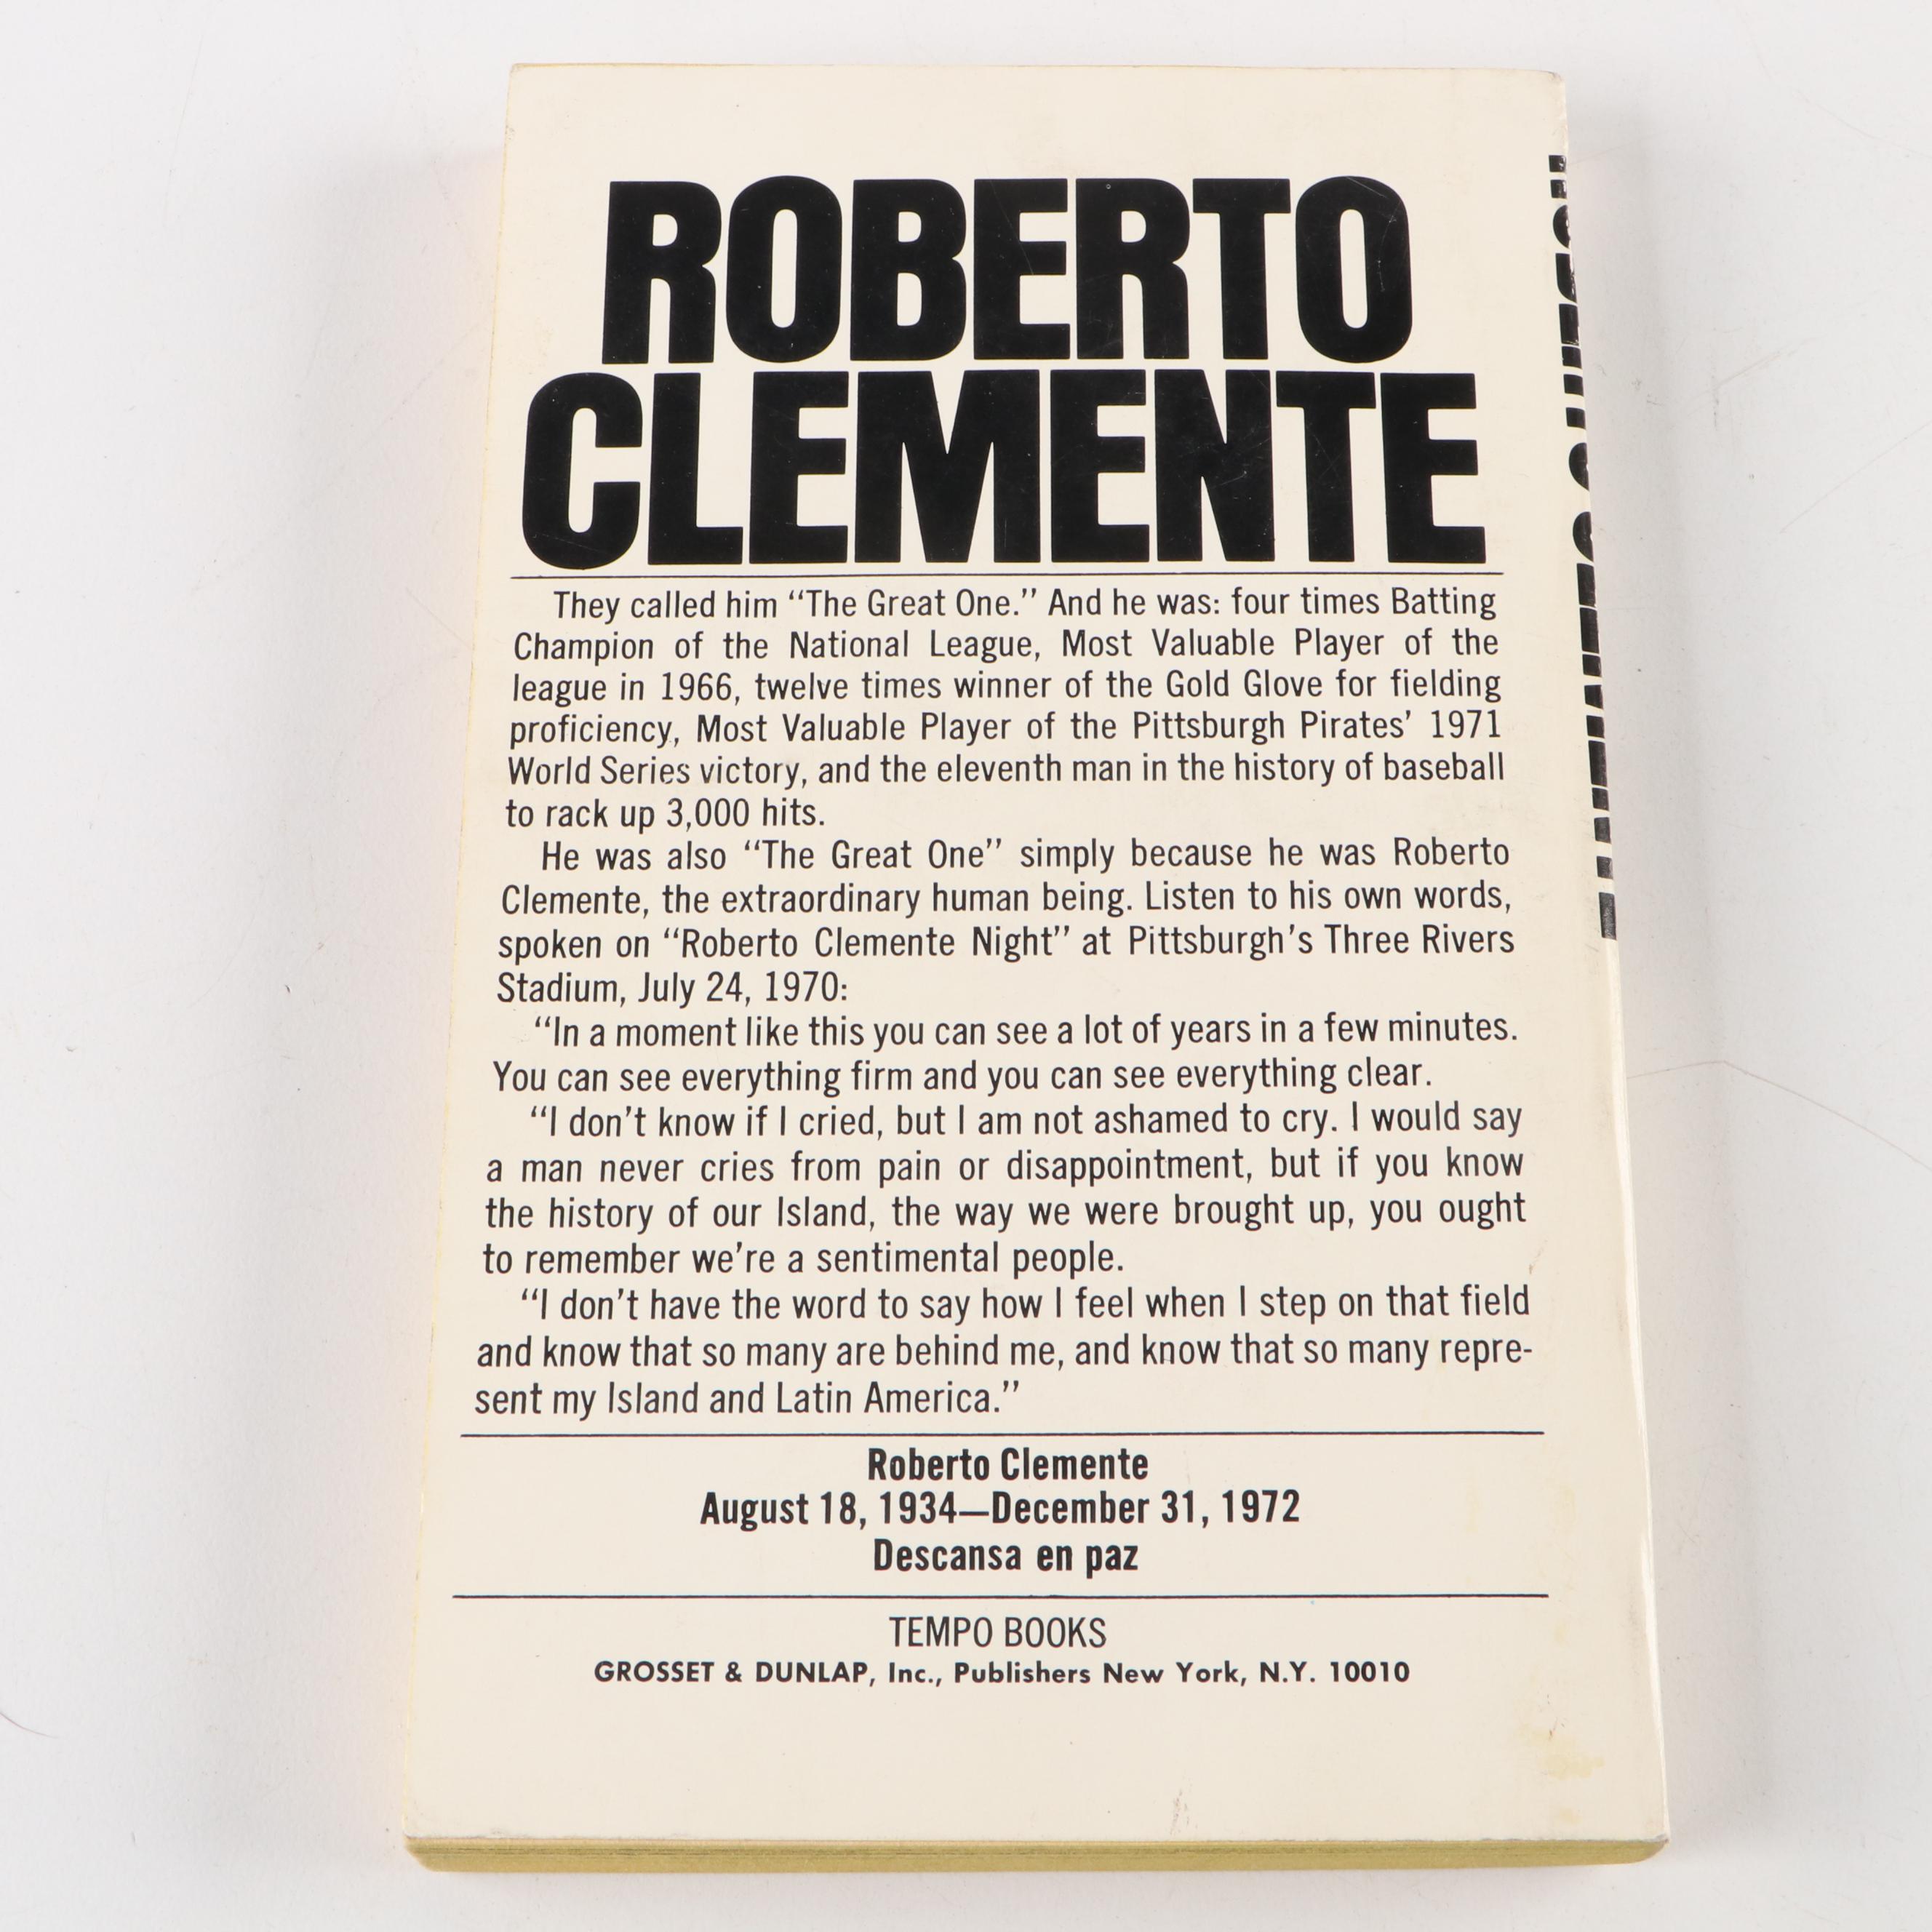 ROBERTO
CLEMENTE
They called him "The Great One." And he was: four times Batting
Champion of the National League, Most Valuable Player of the
league in 1966, twelve times winner of the Gold Glove for fielding
proficiency, Most Valuable Player of the Pittsburgh Pirates' 1971
World Series victory, and the eleventh man in the history of baseball
to rack up 3,000 hits.
He was also "The Great One" simply because he was Roberto
Clemente, the extraordinary human being. Listen to his own words,
spoken on "Roberto Clemente Night" at Pittsburgh's Three Rivers
Stadium, July 24, 1970:
"In a moment like this you can see a lot of years in a few minutes.
You can see everything firm and you can see everything clear.
"I don't know if I cried, but I am not ashamed to cry. I would say
a man never cries from pain or disappointment, but if you know
the history of our Island, the way we were brought up, you ought
to remember we're a sentimental people.
"I don't have the word to say how I feel when I step on that field
and know that so many are behind me, and know that so many repre-
sent my Island and Latin America."
Roberto Clemente
August 18, 1934—December 31, 1972
Descansa en paz
TEMPO BOOKS
GROSSET & DUNLAP, Inc., Publishers New York, N.Y. 10010